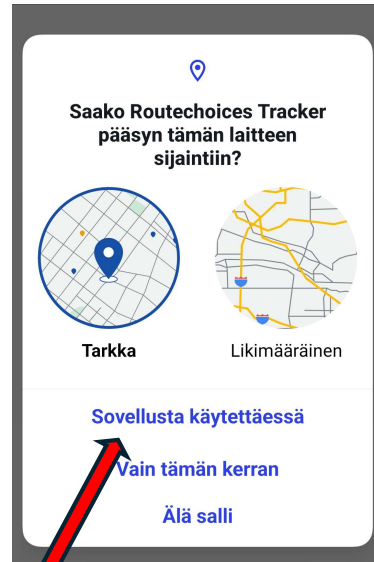 Saako Routechoices Tracker
pääsyn tämän laitteen
sijaintiin?
Tarkka
Likimääräinen
Sovellusta käytettäessä
Vain tämän kerran
Älä salli